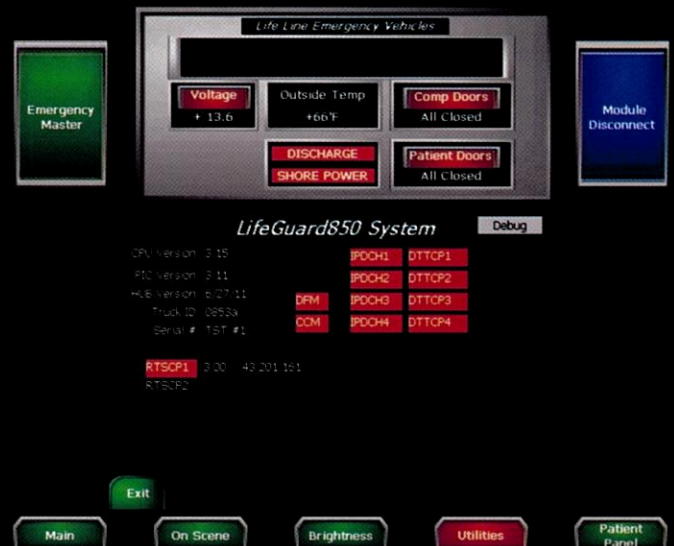 Life Line Emergency Vehicles
Emergency
Master
Voltage
+ 13.6
Outside Temp
+66°F
Comp Doors
All Closed
Module
Disconnect
DISCHARGE
SHORE POWER
Patient Doors
All Closed
LifeGuard850 System
Debug
CPU Version 3.15
PIC Version 3.11
HUB Version 6/27/11
Truck ID 0853a
Serial # TST #1
IPDCH1 DTTCP1
IPDCH2 DTTCP2
DFM IPDCH3 DTTCP3
CCM IPDCH4 DTTCP4
RTSCP1 3.00 43.201.161
RTSCP2
Exit
Main
On Scene
Brightness
Utilities
Patient
Panel